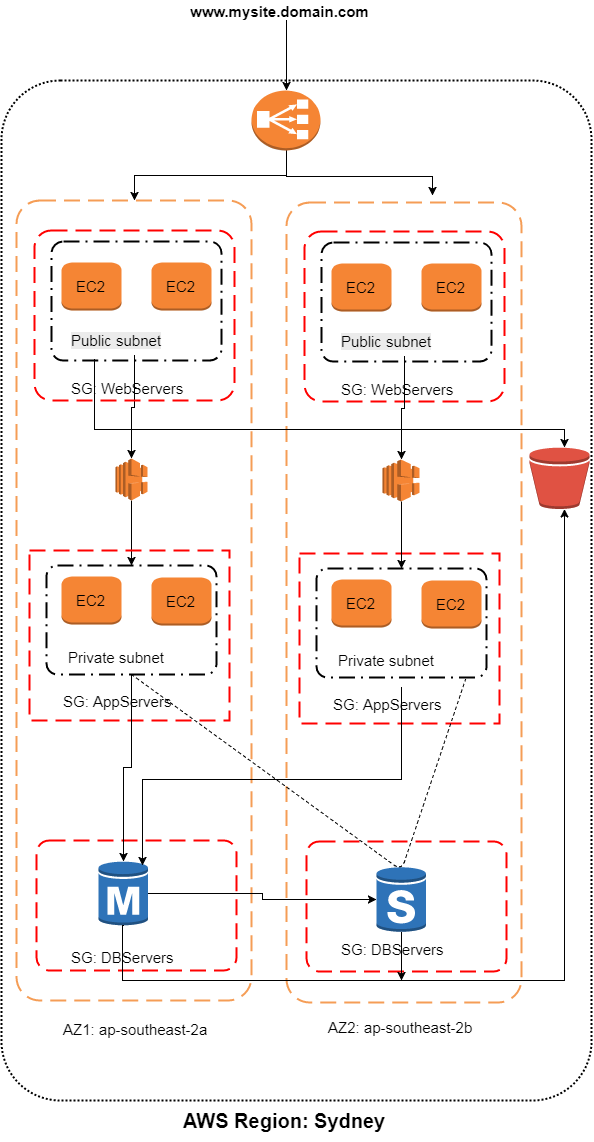 www.mysite.domain.com
EC2 EC2
Public subnet
SG: WebServers
EC2 EC2
Public subnet
SG: WebServers
EC2 EC2
Private subnet
SG: AppServers
EC2 EC2
Private subnet
SG: AppServers
M
SG: DBServers
S
SG: DBServers
AZ1: ap-southeast-2a
AZ2: ap-southeast-2b
AWS Region: Sydney